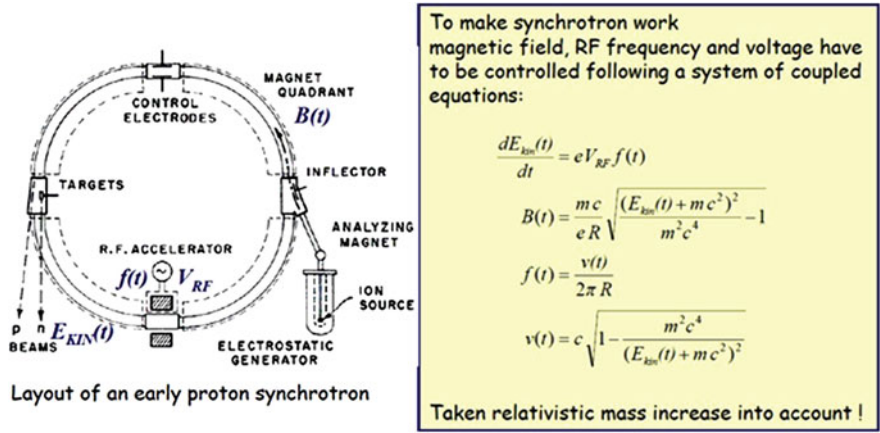 CONTROL
ELECTRODES
MAGNET
QUADRANT
B(t)
TARGETS
INFLECTOR
ANALYZING
MAGNET
R.F. ACCELERATOR
f(t)
V_RF
ION
SOURCE
p n
BEAMS
E_KIN(t)
ELECTROSTATIC
GENERATOR
Layout of an early proton synchrotron
To make synchrotron work
magnetic field, RF frequency and voltage have
to be controlled following a system of coupled
equations:
dE_kin(t)/dt = eV_RF f(t)
B(t) = mc/eR √((E_kin(t) + mc²)²/m²c⁴ − 1)
f(t) = v(t)/2πR
v(t) = c √(1 − m²c⁴/(E_kin(t) + mc²)²)
Taken relativistic mass increase into account !